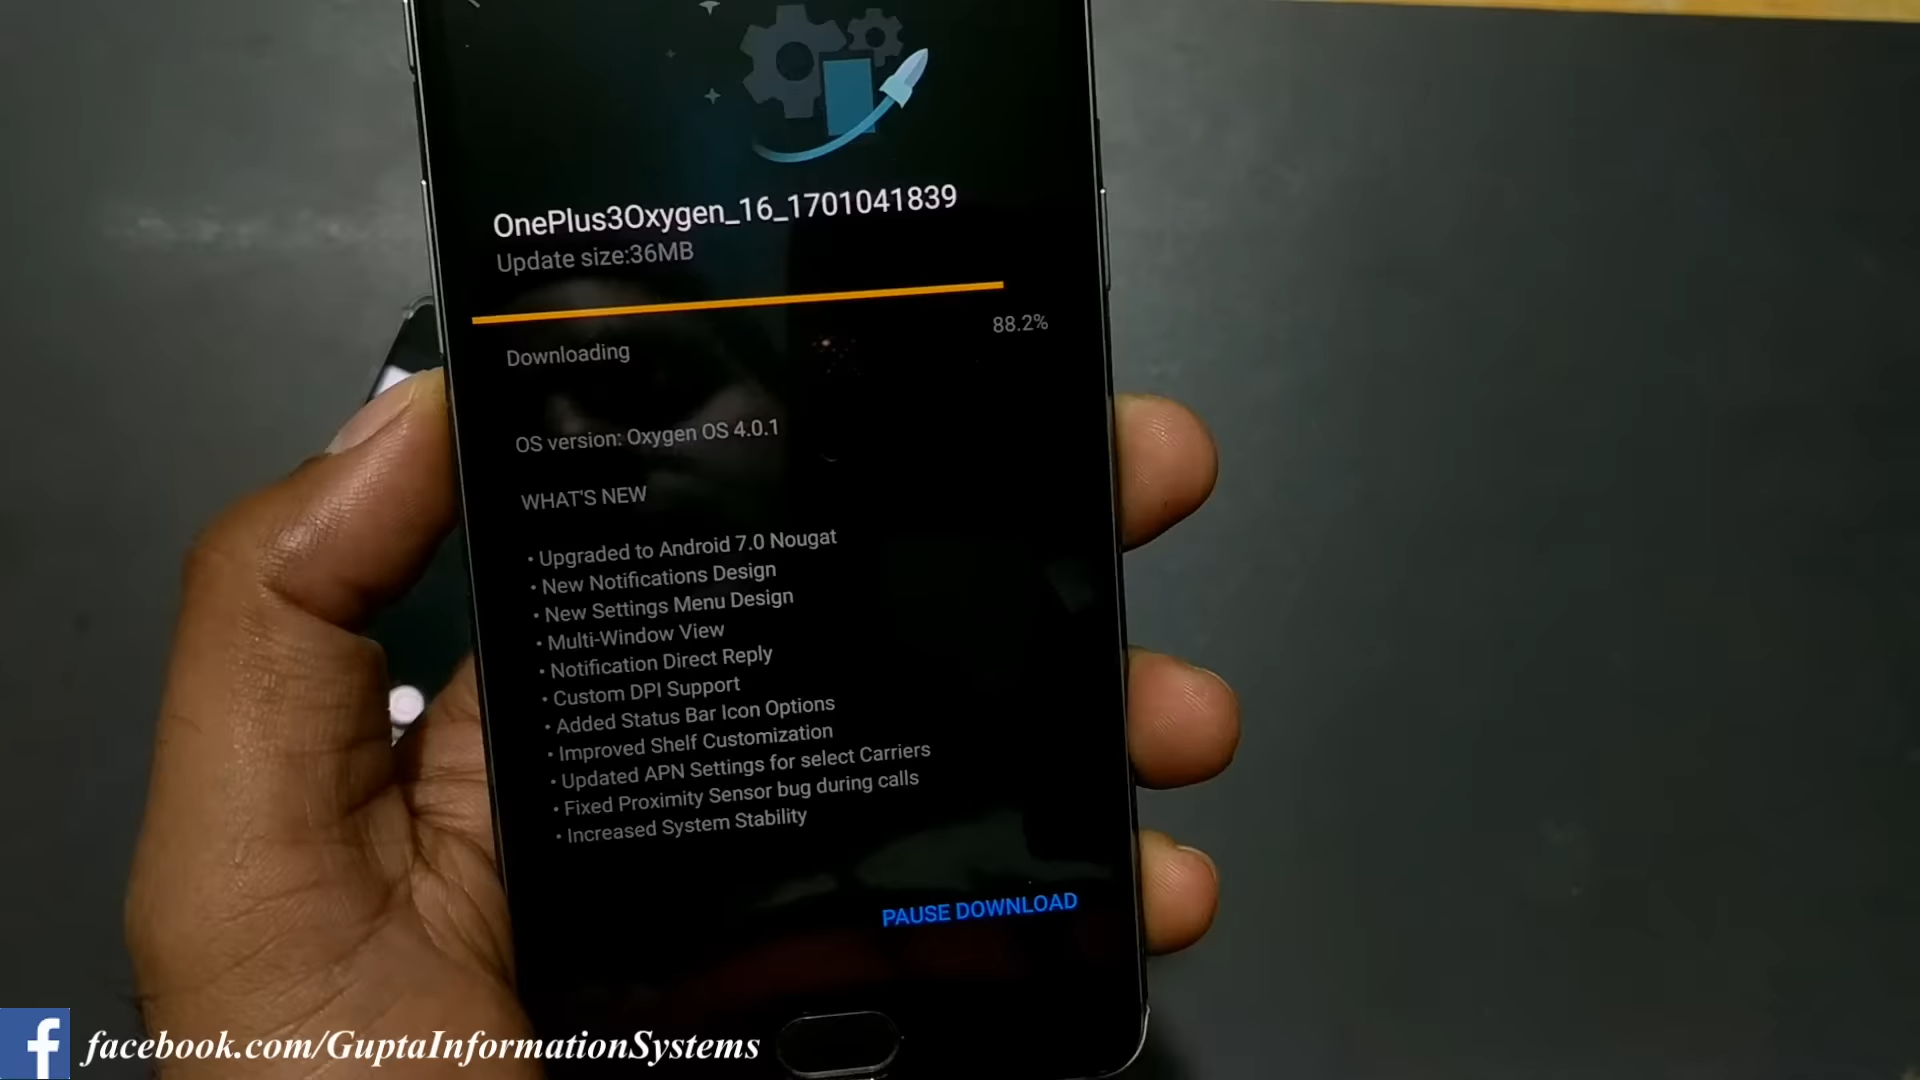 OnePlus3Oxygen_16_1701041839
Update size:36MB
88.2%
Downloading
OS version: Oxygen OS 4.0.1
WHAT'S NEW
• Upgraded to Android 7.0 Nougat
• New Notifications Design
• New Settings Menu Design
• Multi-Window View
• Notification Direct Reply
• Custom DPI Support
• Added Status Bar Icon Options
• Improved Shelf Customization
• Updated APN Settings for select Carriers
• Fixed Proximity Sensor bug during calls
• Increased System Stability
PAUSE DOWNLOAD
f facebook.com/GuptaInformationSystems